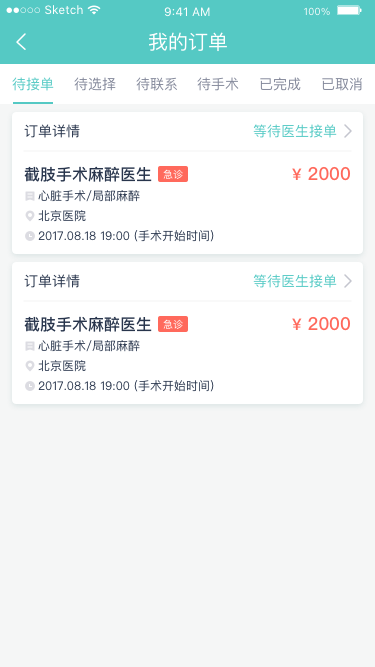 Sketch 9:41 AM 100%
我的订单
待接单 待选择 待联系 待手术 已完成 已取消
订单详情 等待医生接单
截肢手术麻醉医生 急诊 ¥ 2000
心脏手术/局部麻醉
北京医院
2017.08.18 19:00 (手术开始时间)
订单详情 等待医生接单
截肢手术麻醉医生 急诊 ¥ 2000
心脏手术/局部麻醉
北京医院
2017.08.18 19:00 (手术开始时间)